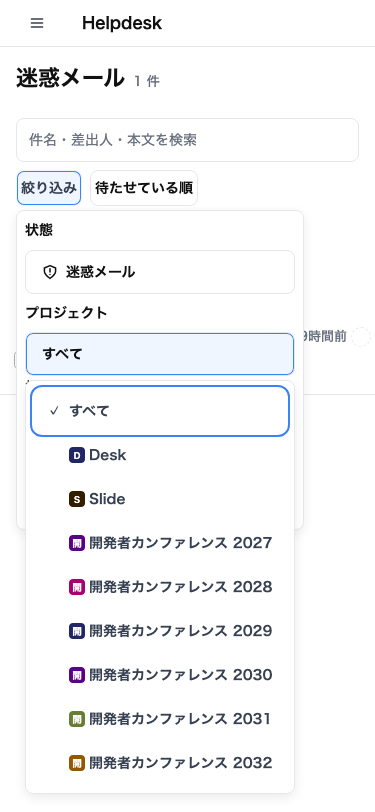 Helpdesk
迷惑メール 1 件
件名・差出人・本文を検索
絞り込み 待たせている順
状態
迷惑メール
プロジェクト
9時間前
すべて
✓ すべて
D Desk
S Slide
開 開発者カンファレンス 2027
開 開発者カンファレンス 2028
開 開発者カンファレンス 2029
開 開発者カンファレンス 2030
開 開発者カンファレンス 2031
開 開発者カンファレンス 2032